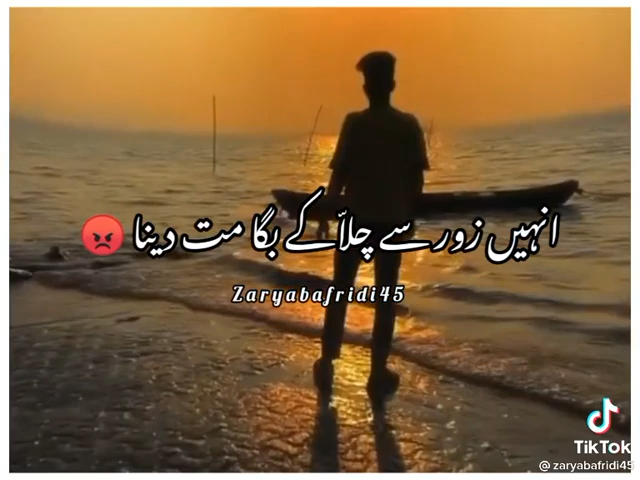 انہیں زور سے چلاّ کے بگا مت دینا 😡
Zaryabafridi45
TikTok
@zaryabafridi45